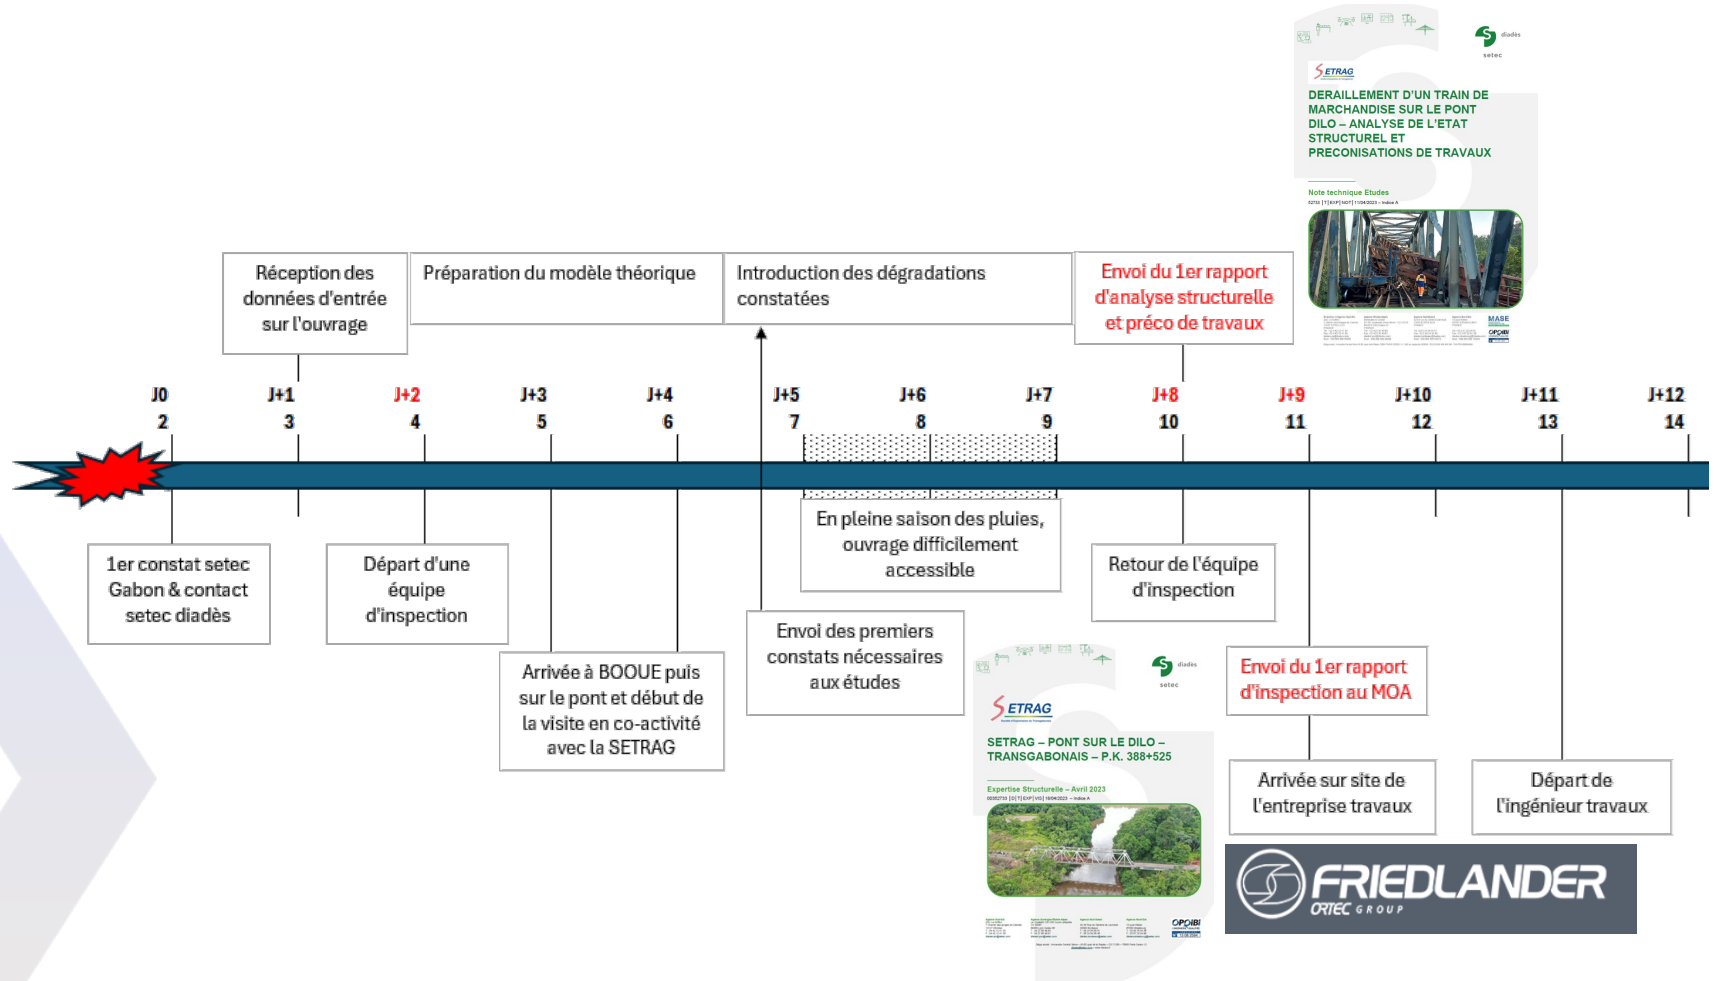 diadès
setec
SETRAG
DERAILLEMENT D'UN TRAIN DE
MARCHANDISE SUR LE PONT
DILO – ANALYSE DE L'ETAT
STRUCTUREL ET
PRECONISATIONS DE TRAVAUX
Note technique Etudes
MASE
OPQIBI
Réception des
données d'entrée
sur l'ouvrage
Préparation du modèle théorique
Introduction des dégradations
constatées
Envoi du 1er rapport
d'analyse structurelle
et préco de travaux
J0 J+1 J+2 J+3 J+4 J+5 J+6 J+7 J+8 J+9 J+10 J+11 J+12
2 3 4 5 6 7 8 9 10 11 12 13 14
1er constat setec
Gabon & contact
setec diadès
Départ d'une
équipe
d'inspection
Arrivée à BOOUE puis
sur le pont et début de
la visite en co-activité
avec la SETRAG
Envoi des premiers
constats nécessaires
aux études
En pleine saison des pluies,
ouvrage difficilement
accessible
Retour de l'équipe
d'inspection
Envoi du 1er rapport
d'inspection au MOA
Arrivée sur site de
l'entreprise travaux
Départ de
l'ingénieur travaux
diadès
setec
SETRAG
SETRAG – PONT SUR LE DILO –
TRANSGABONAIS – P.K. 388+525
Expertise Structurelle – Avril 2023
OPQIBI
FRIEDLANDER
ORTEC GROUP